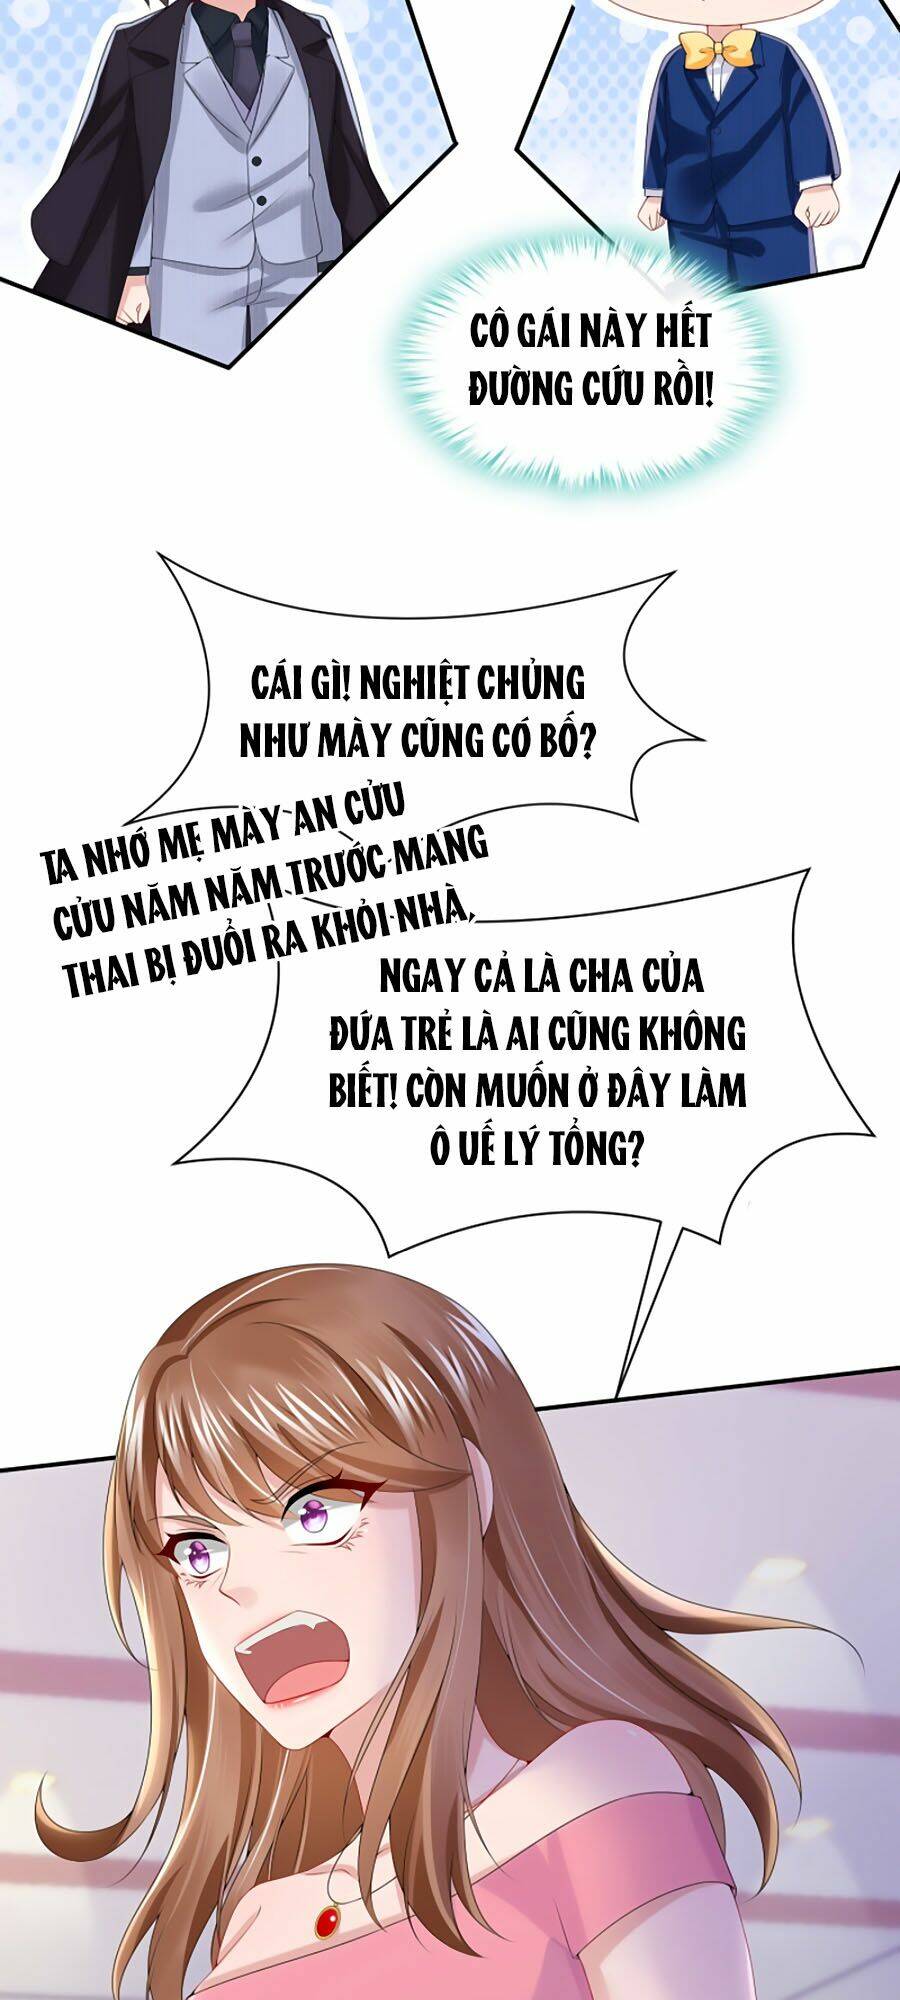 CÔ GÁI NÀY HẾT
ĐƯỜNG CỨU RỒI!
CÁI GÌ! NGHIỆT CHỦNG
NHƯ MÀY CŨNG CÓ BỐ?
TA NHỚ MẸ MÀY AN CỬU
CỬU NĂM NĂM TRƯỚC MANG
THAI BỊ ĐUỔI RA KHỎI NHÀ,
NGAY CẢ LÀ CHA CỦA
ĐỨA TRẺ LÀ AI CŨNG KHÔNG
BIẾT! CÒN MUỐN Ở ĐÂY LÀM
Ô UẾ LÝ TỔNG?